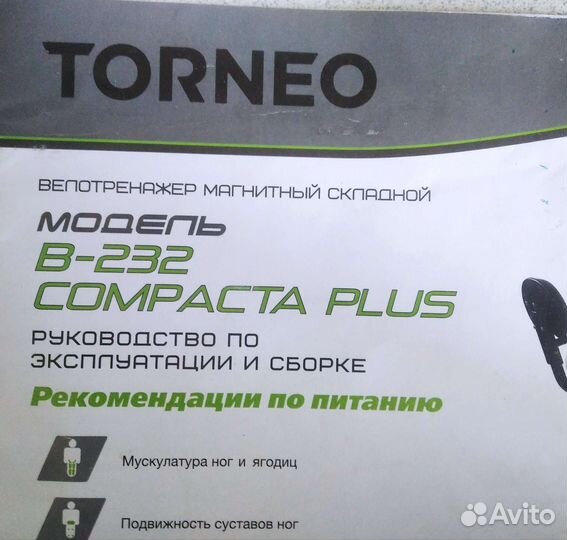 TORNEO
ВЕЛОТРЕНАЖЕР МАГНИТНЫЙ СКЛАДНОЙ
МОДЕЛЬ
B-232
COMPACTA PLUS
РУКОВОДСТВО ПО
ЭКСПЛУАТАЦИИ И СБОРКЕ
Рекомендации по питанию
Мускулатура ног и ягодиц
Подвижность суставов ног
Avito